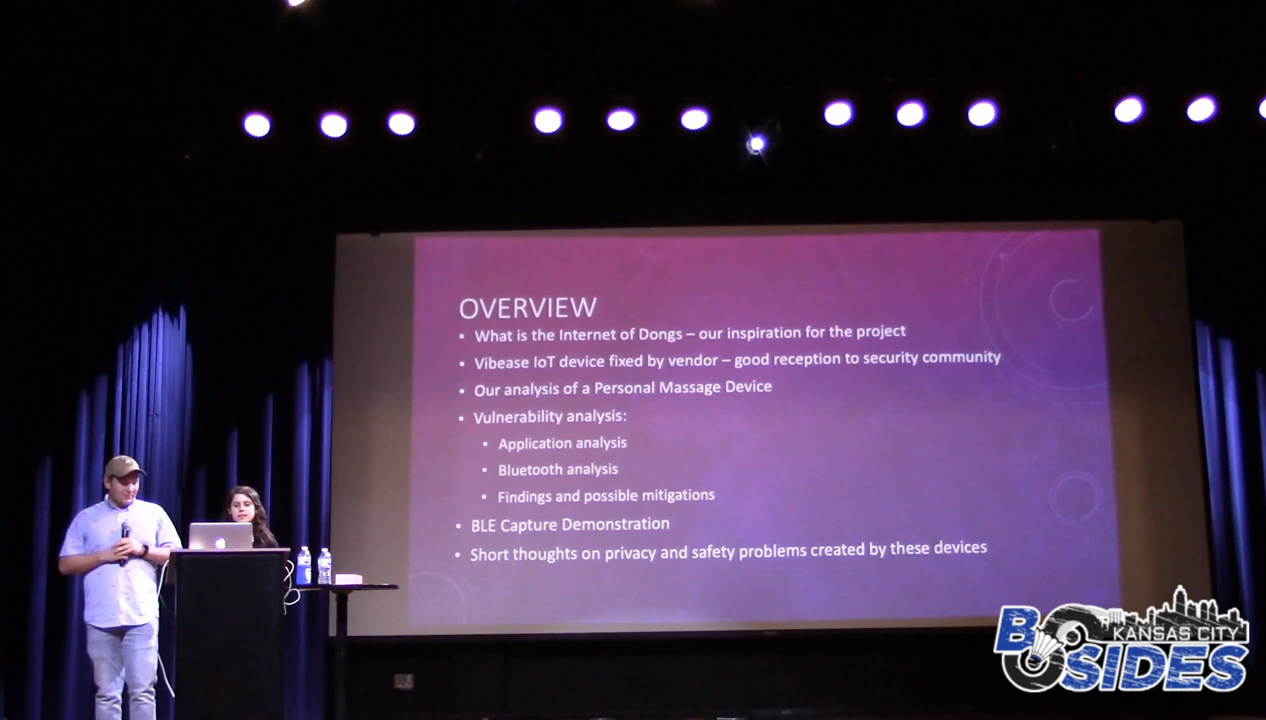 OVERVIEW
• What is the Internet of Dongs – our inspiration for the project
• Vibease IoT device fixed by vendor – good reception to security community
• Our analysis of a Personal Massage Device
• Vulnerability analysis:
• Application analysis
• Bluetooth analysis
• Findings and possible mitigations
• BLE Capture Demonstration
• Short thoughts on privacy and safety problems created by these devices
B
KANSAS CITY
SIDES